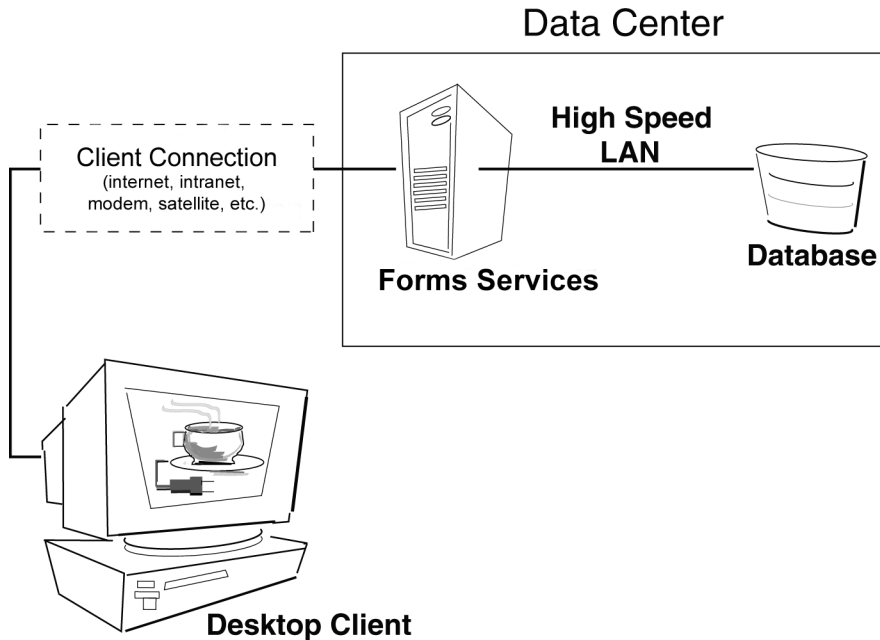 Data Center
High Speed
LAN
Client Connection
(internet, intranet,
modem, satellite, etc.)
Database
Forms Services
Desktop Client